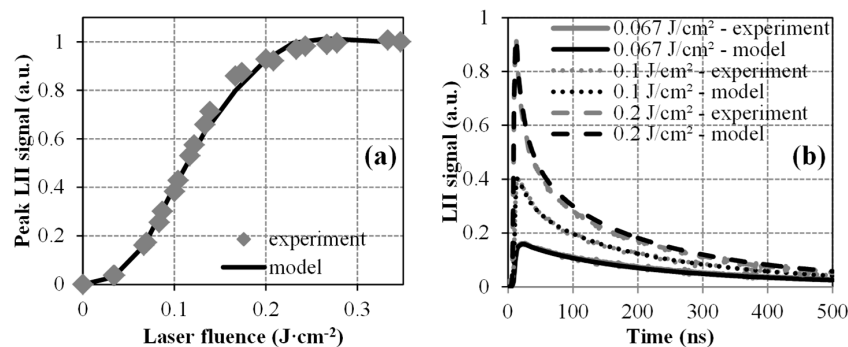 Peak LII signal (a.u.)
1
0.8
0.6
0.4
0.2
0
0
0.1
0.2
0.3
Laser fluence (J·cm⁻²)
experiment
model
(a)
LII signal (a.u.)
1
0.8
0.6
0.4
0.2
0
0
100
200
300
400
500
Time (ns)
0.067 J/cm² - experiment
0.067 J/cm² - model
0.1 J/cm² - experiment
0.1 J/cm² - model
0.2 J/cm² - experiment
0.2 J/cm² - model
(b)